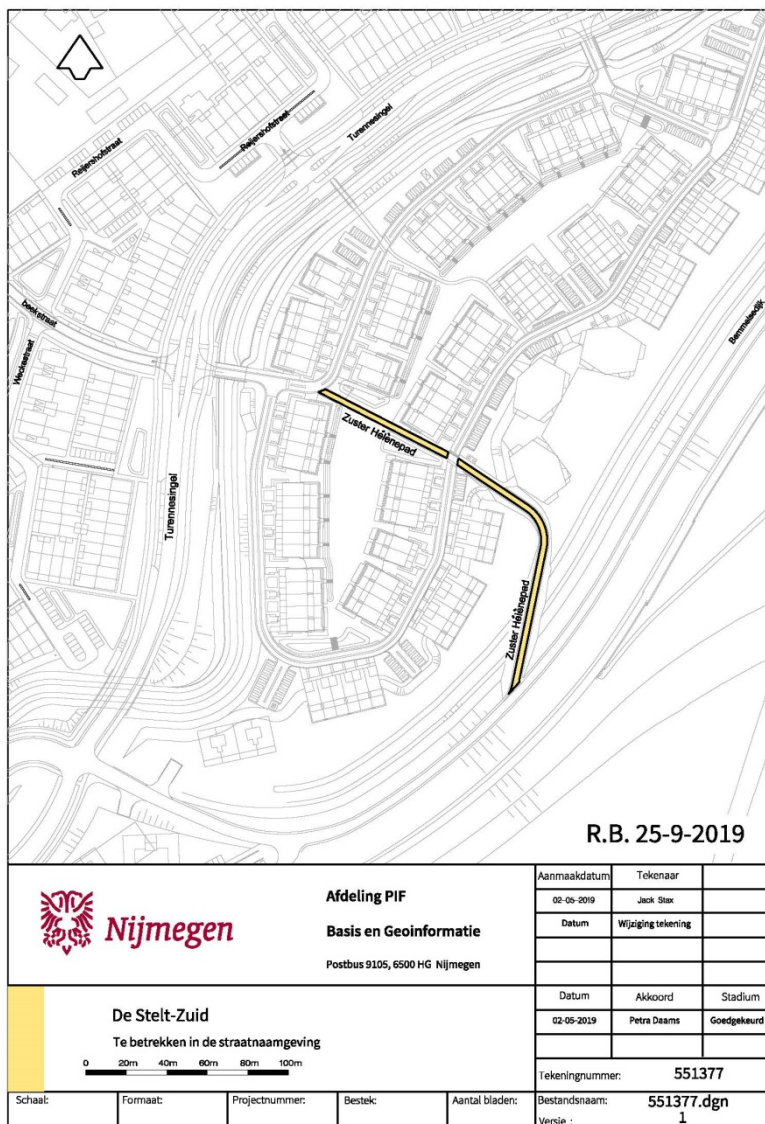 Reijershofstraat
Reijershofstraat
Turennesingel
beekstraat
Weckestraat
Turennesingel
Bemmelsedijk
Zuster Hélènepad
Zuster Hélènepad
R.B. 25-9-2019
Nijmegen
Afdeling PIF
Basis en Geoinformatie
Postbus 9105, 6500 HG Nijmegen
Aanmaakdatum Tekenaar
02-05-2019 Jack Stax
Datum Wijziging tekening
De Stelt-Zuid
Te betrekken in de straatnaamgeving
0 20m 40m 60m 80m 100m
Datum Akkoord Stadium
02-05-2019 Petra Daams Goedgekeurd
Tekeningnummer: 551377
Schaal: Formaat: Projectnummer: Bestek: Aantal bladen:
Bestandsnaam: 551377.dgn
Versie : 1